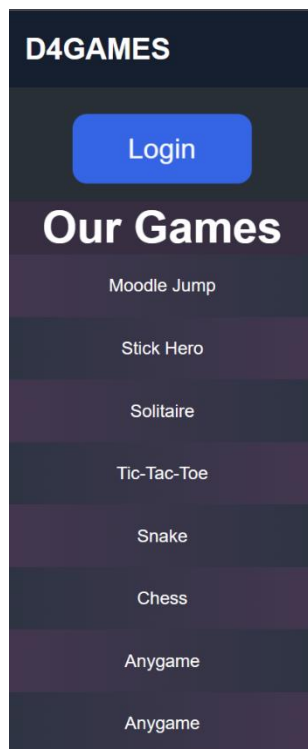 D4GAMES
Login
Our Games
Moodle Jump
Stick Hero
Solitaire
Tic-Tac-Toe
Snake
Chess
Anygame
Anygame